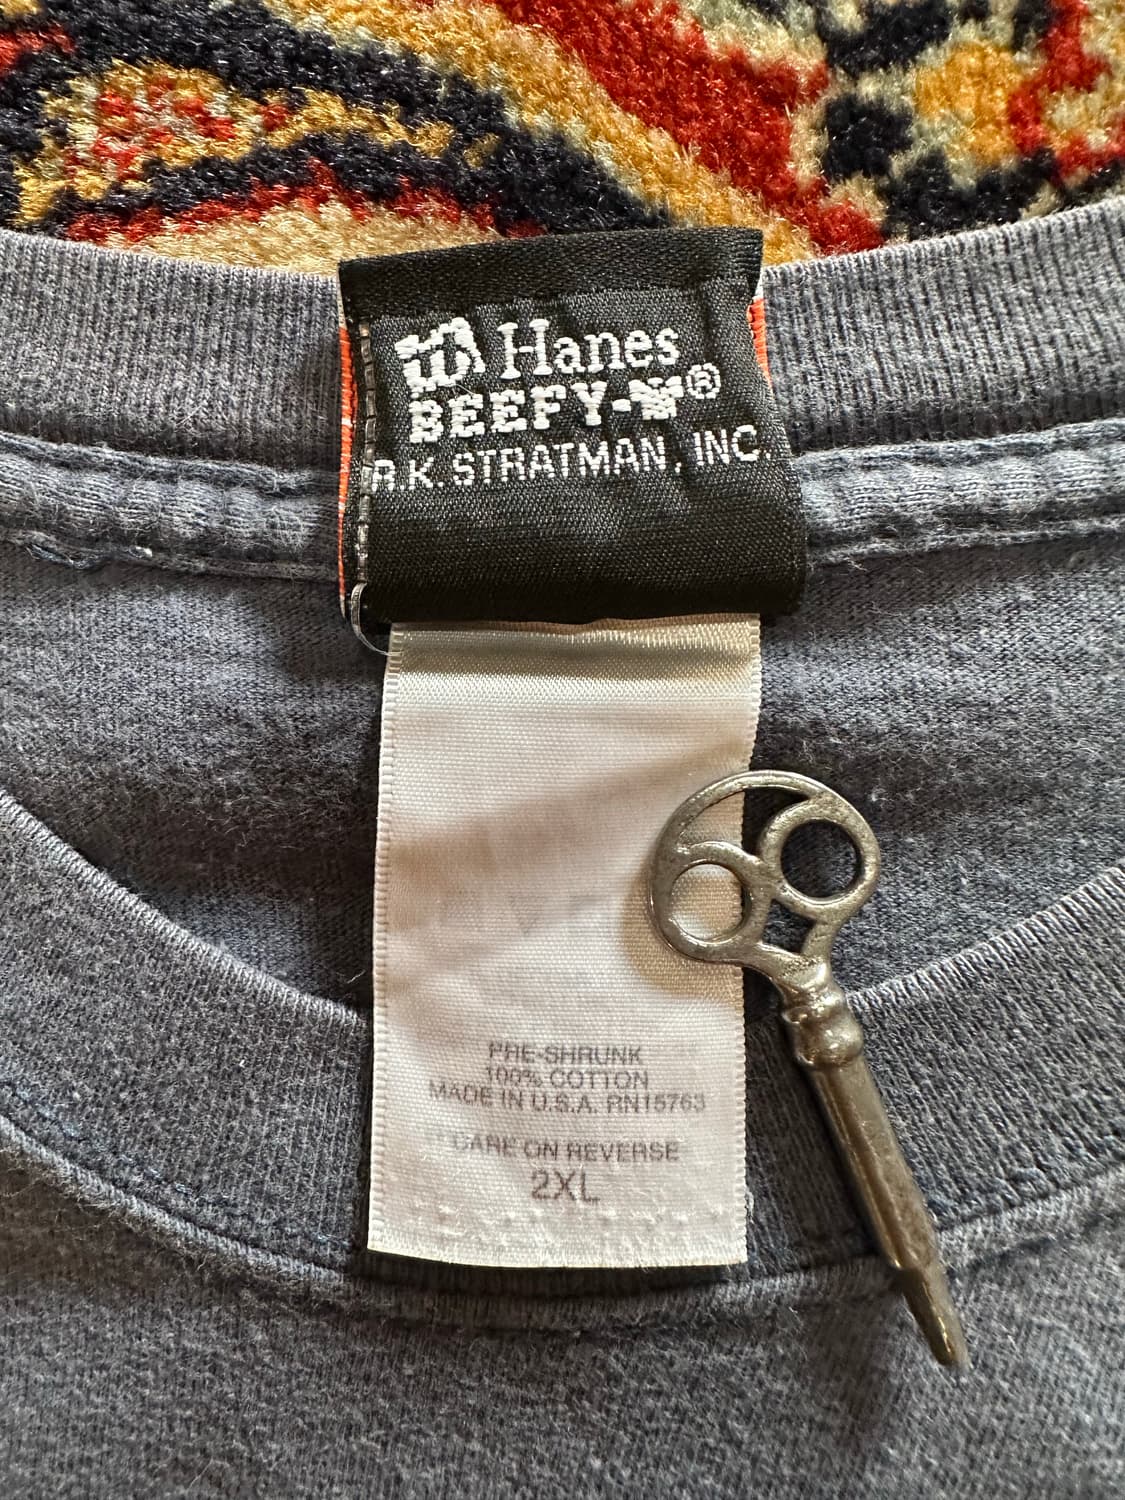 Hanes
BEEFY-T®
R.K. STRATMAN, INC.
PRE-SHRUNK
100% COTTON
MADE IN U.S.A. RN15763
CARE ON REVERSE
2XL